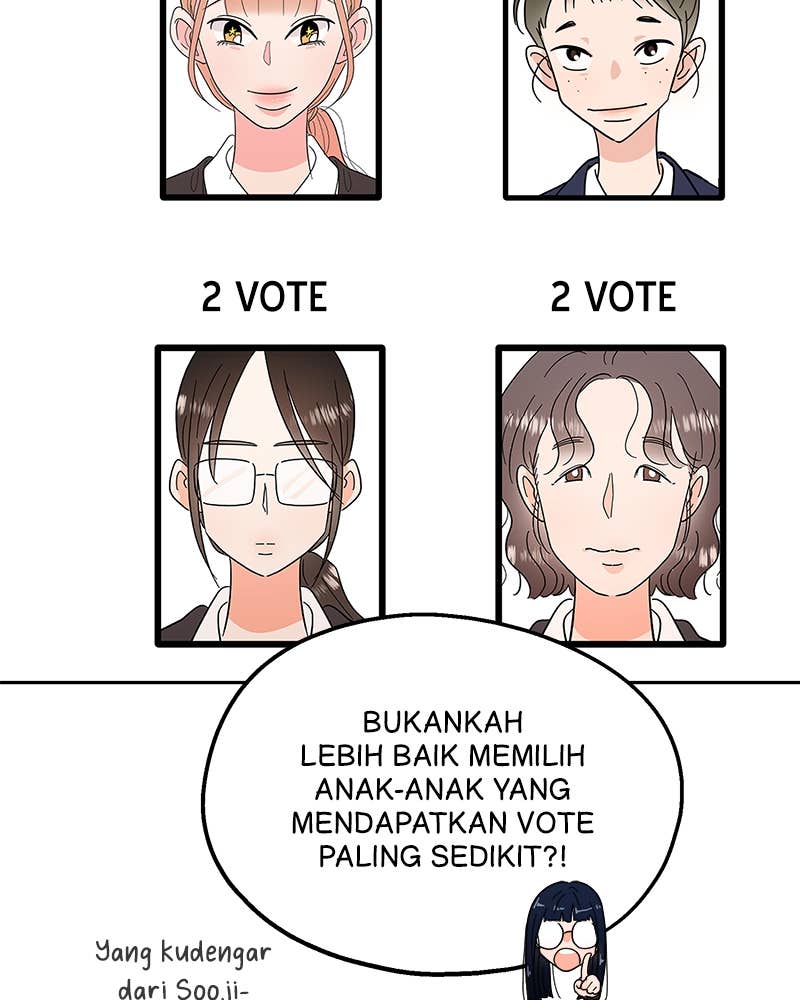 2 VOTE
2 VOTE
BUKANKAH
LEBIH BAIK MEMILIH
ANAK-ANAK YANG
MENDAPATKAN VOTE
PALING SEDIKIT?!
Yang kudengar
dari Soo.ji-